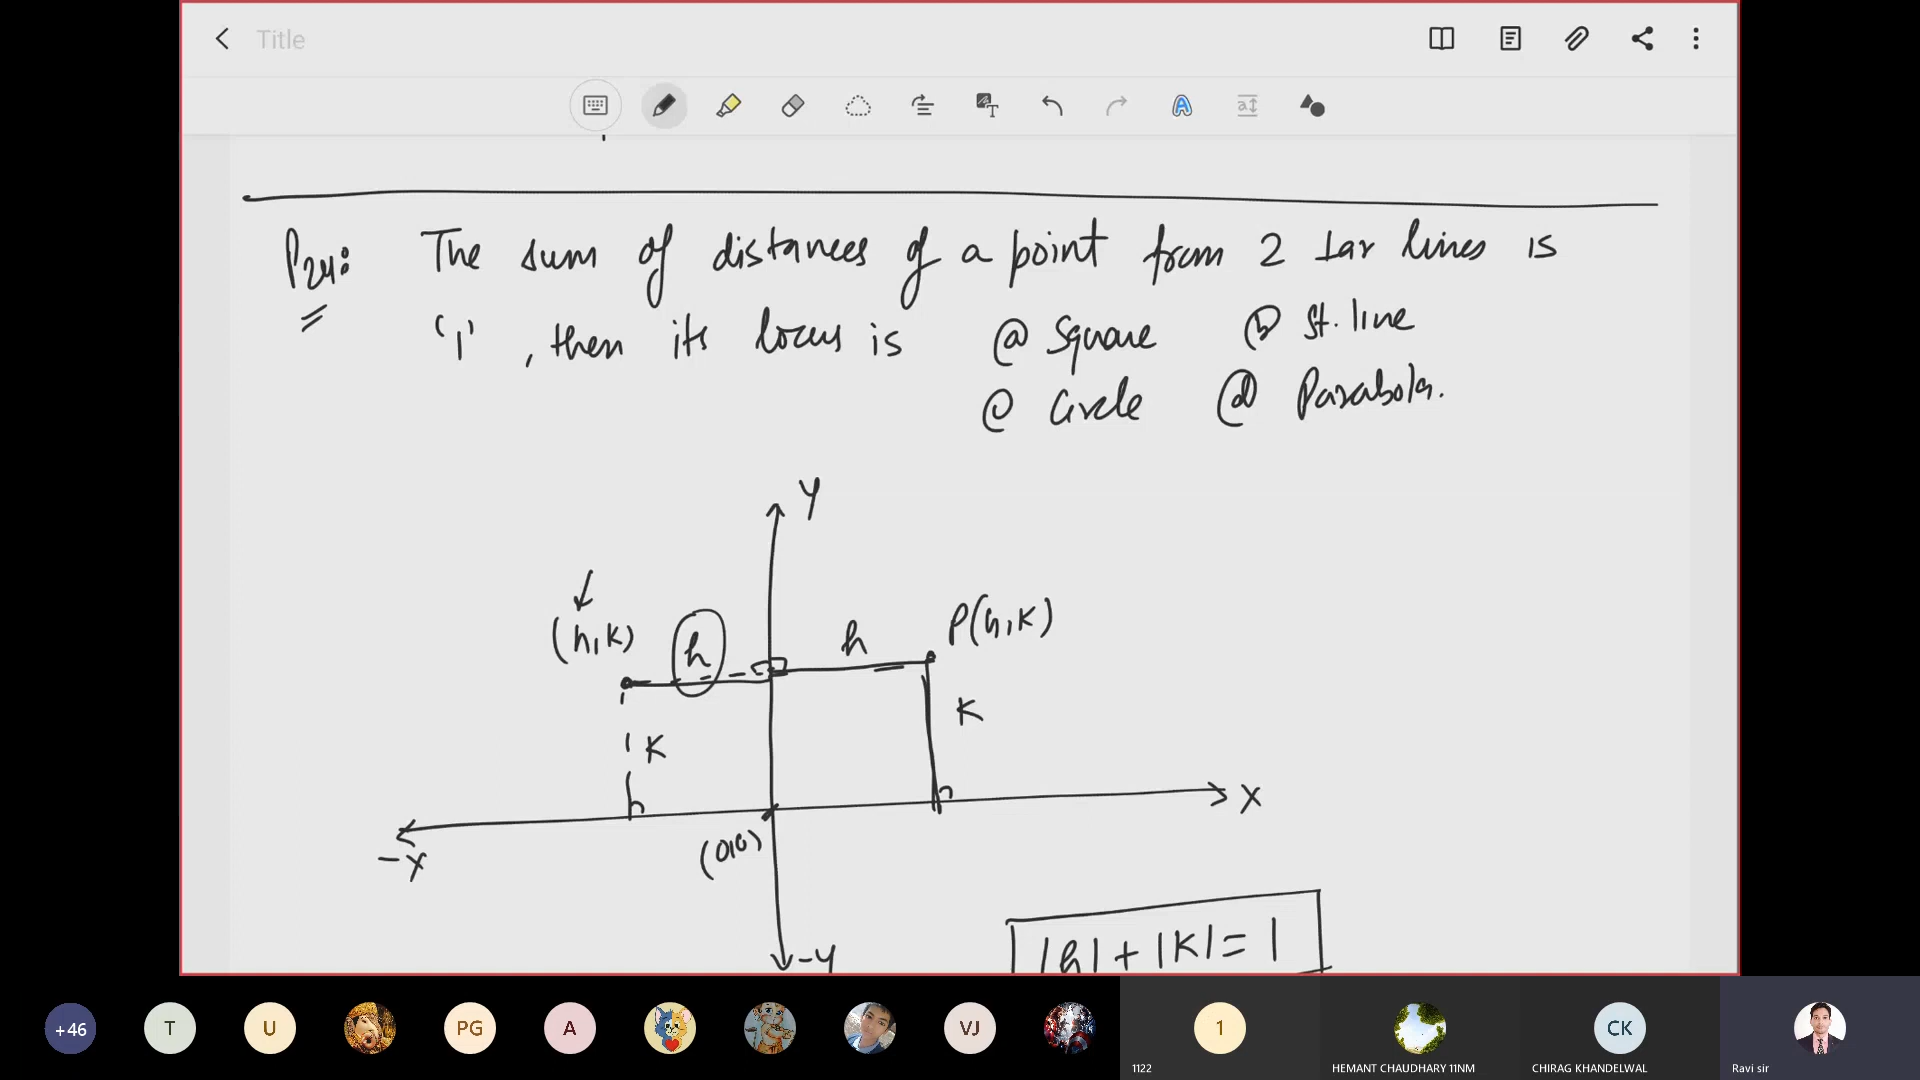 Title
P24: The sum of distances of a point from 2 ⊥ar lines is
'1', then its locus is ⓐ Square ⓑ St. line
ⓒ Circle ⓓ Parabola.
Y
(h,K) h h P(h,K)
K K
X
-X (0,0)
-Y
|h| + |K| = 1
+46 T U PG A VJ 1 CK
1122 HEMANT CHAUDHARY 11NM CHIRAG KHANDELWAL Ravi sir